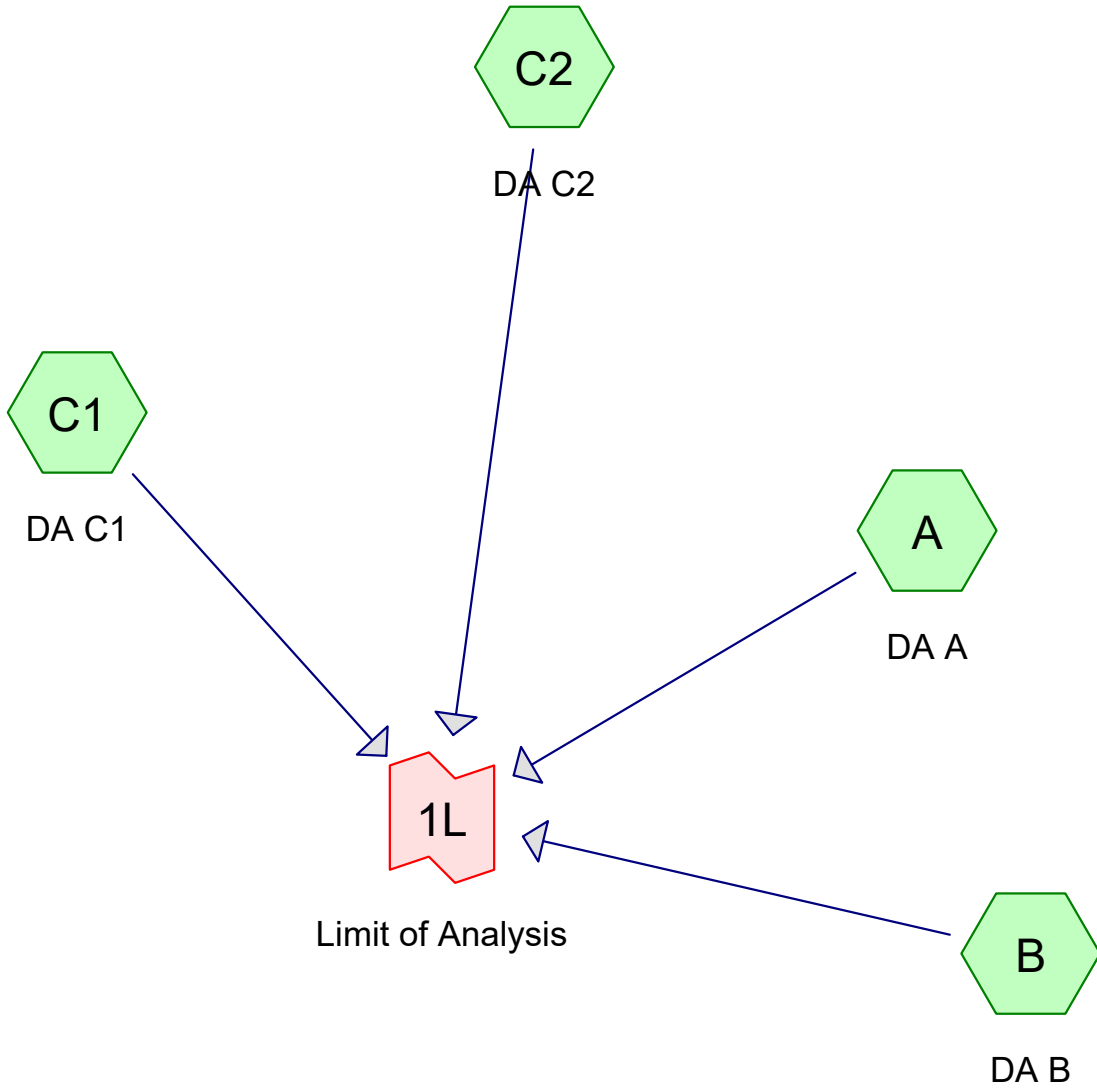 C2
DA C2
C1
DA C1
A
DA A
1L
Limit of Analysis
B
DA B